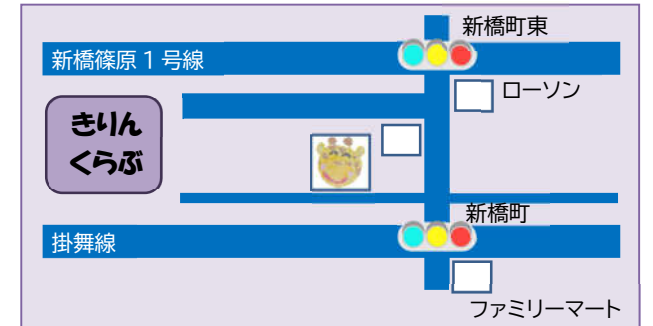 新橋町東
新橋篠原1号線
ローソン
きりん
くらぶ
新橋町
掛舞線
ファミリーマート